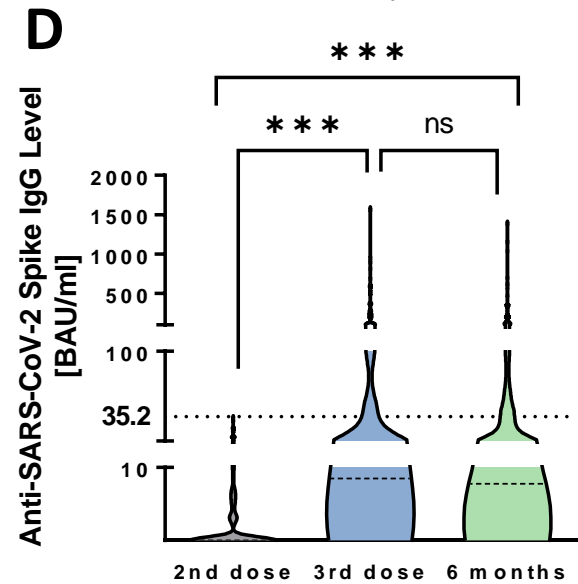 D
***
*** ns
Anti-SARS-CoV-2 Spike IgG Level
[BAU/ml]
2000
1500
1000
500
100
35.2
10
2nd dose 3rd dose 6 months